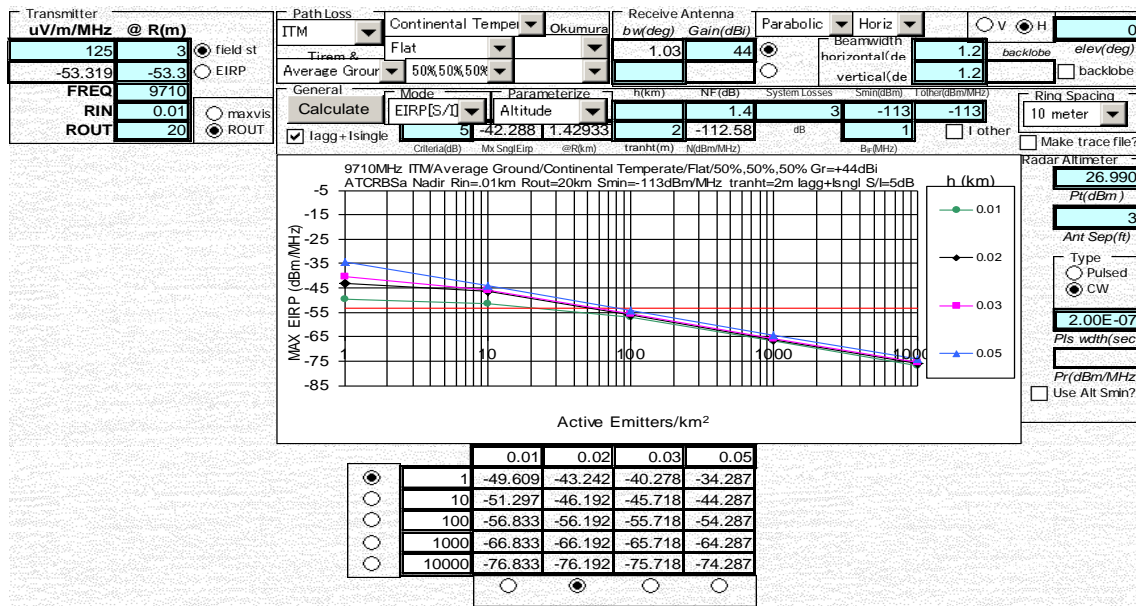 Transmitter
uV/m/MHz @ R(m)
125 3 field st
-53.319 -53.3 EIRP
FREQ 9710
RIN 0.01 maxvis
ROUT 20 ROUT
Path Loss
ITM Continental Temper Okumura
Flat
Tirem &
Average Groun 50%,50%,50%
Receive Antenna
bw(deg) Gain(dBi) Parabolic Horiz V H 0
1.03 44 Beamwidth elev(deg)
horizontal(de 1.2 backlobe
vertical(de 1.2 backlobe
General Mode Parameterize h(km) NF(dB) System Losses Smin(dBm) I other(dBm/MHz) Ring Spacing
Calculate EIRP[S/I] Altitude 1.4 3 -113 -113 10 meter
Iagg+Isingle 5 -42.288 1.42933 2 -112.58 dB 1 I other
Criteria(dB) Mx SnglEirp @R(km) tranht(m) N(dBm/MHz) BIF(MHz) Make trace file?
9710MHz ITM/Average Ground/Continental Temperate/Flat/50%,50%,50% Gr=+44dBi
ATCRBSa Nadir Rin=.01km Rout=20km Smin=-113dBm/MHz tranht=2m Iagg+Isngl S/I=5dB
MAX EIRP (dBm/MHz)
-5
-15
-25
-35
-45
-55
-65
-75
-85
1 10 100 1000 1000
Active Emitters/km²
h (km)
0.01
0.02
0.03
0.05
Radar Altimeter
26.990
Pt(dBm)
3
Ant Sep(ft)
Type
Pulsed
CW
2.00E-07
Pls wdth(sec
Pr(dBm/MHz
Use Alt Smin?
0.01 0.02 0.03 0.05
1 -49.609 -43.242 -40.278 -34.287
10 -51.297 -46.192 -45.718 -44.287
100 -56.833 -56.192 -55.718 -54.287
1000 -66.833 -66.192 -65.718 -64.287
10000 -76.833 -76.192 -75.718 -74.287